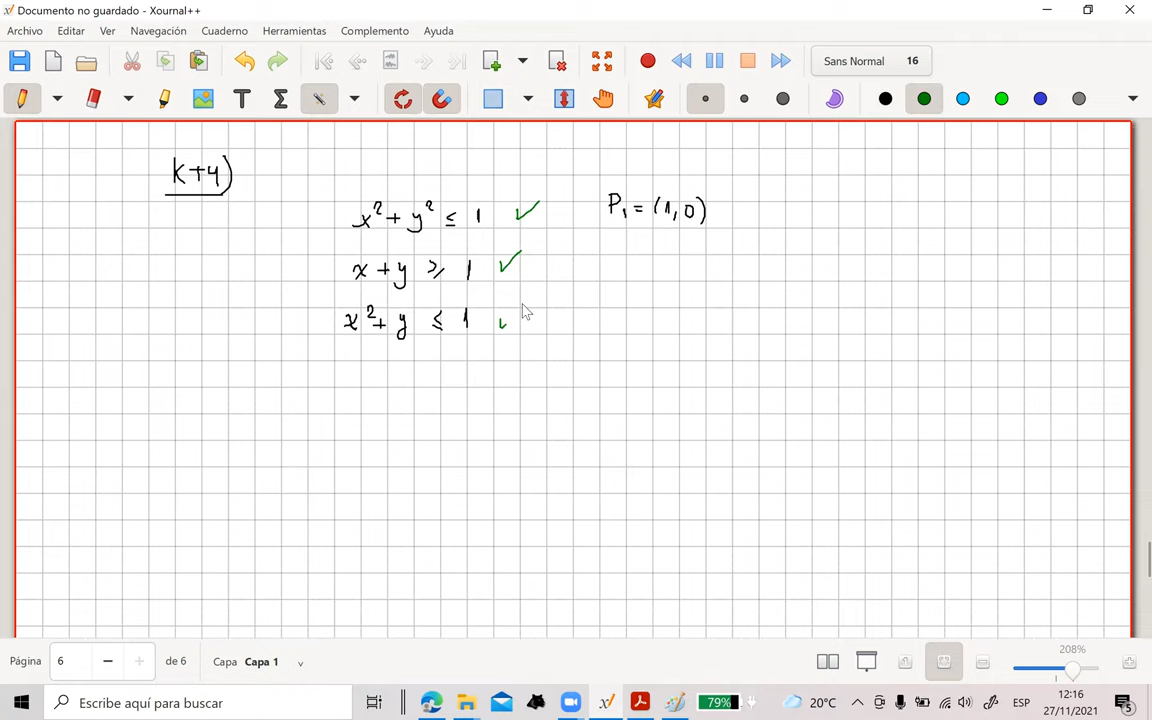 Documento no guardado - Xournal++
Archivo Editar Ver Navegación Cuaderno Herramientas Complemento Ayuda
Sans Normal 16
K+4)
x² + y² ≤ 1 ✓
P₁ = (1,0)
x + y ≥ 1 ✓
x² + y ≤ 1
Página 6 de 6 Capa Capa 1
208%
Escribe aquí para buscar
79%
20°C
ESP
12:16
27/11/2021
5